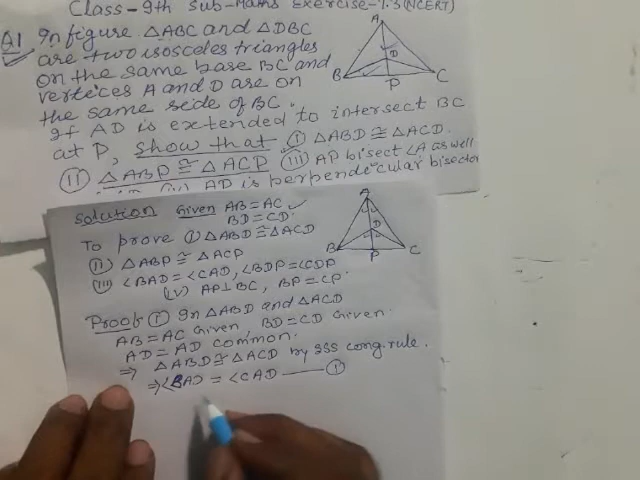 Class-9th Sub-Maths Exercise-7.3 (NCERT)
Q1 In figure △ABC and △DBC
are two isosceles triangles
on the same base BC and
vertices A and D are on
the same side of BC.
If AD is extended to intersect BC
at P, show that (i) △ABD ≅ △ACD.
(ii) △ABP ≅ △ACP (iii) AP bisect ∠A as well
AD is perpendicular bisector
A
D
B
P
C
Solution Given AB = AC
BD = CD.
To prove (i) △ABD ≅ △ACD
(ii) △ABP ≅ △ACP
(iii) ∠BAD = ∠CAD, ∠BDP = ∠CDP
(iv) AP ⊥ BC, BP = CP.
A
D
B
P
C
Proof (i) In △ABD and △ACD
AB = AC Given, BD = CD Given.
AD = AD common.
⇒ △ABD ≅ △ACD by SSS cong. rule.
⇒ ∠BAD = ∠CAD —— (i)